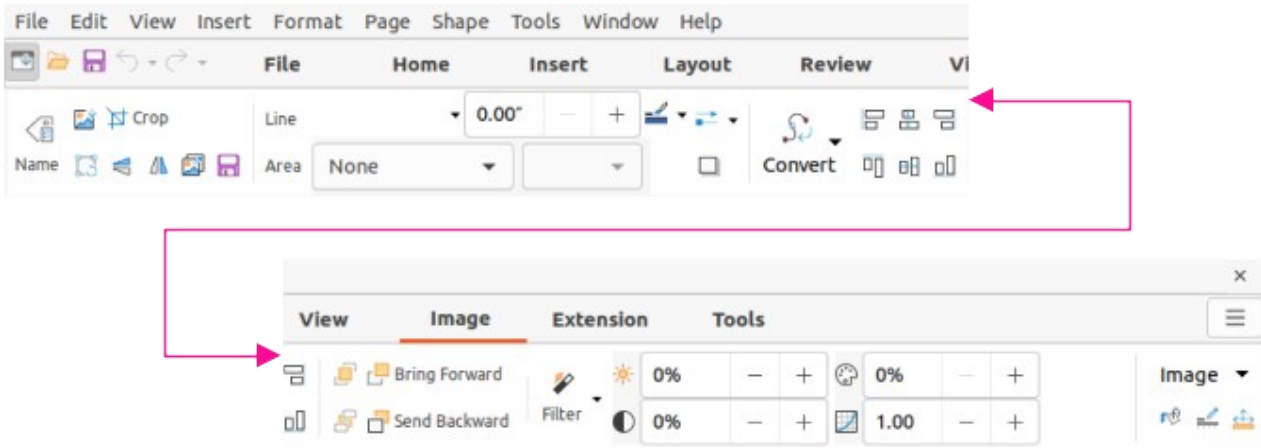 File Edit View Insert Format Page Shape Tools Window Help
File Home Insert Layout Review
Crop Line 0.00″
Name Area None Convert
View Image Extension Tools
Bring Forward 0% 0% Image
Send Backward Filter 0% 1.00